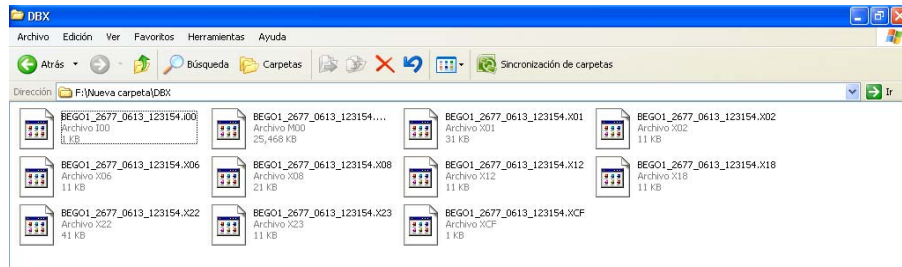 DBX
Archivo Edición Ver Favoritos Herramientas Ayuda
Atrás Búsqueda Carpetas Sincronización de carpetas
Dirección F:\Nueva carpeta\DBX Ir
BEGO1_2677_0613_123154.i00 BEGO1_2677_0613_123154.... BEGO1_2677_0613_123154.X01 BEGO1_2677_0613_123154.X02
Archivo I00 Archivo M00 Archivo X01 Archivo X02
1 KB 25,468 KB 31 KB 11 KB
BEGO1_2677_0613_123154.X06 BEGO1_2677_0613_123154.X08 BEGO1_2677_0613_123154.X12 BEGO1_2677_0613_123154.X18
Archivo X06 Archivo X08 Archivo X12 Archivo X18
11 KB 21 KB 11 KB 11 KB
BEGO1_2677_0613_123154.X22 BEGO1_2677_0613_123154.X23 BEGO1_2677_0613_123154.XCF
Archivo X22 Archivo X23 Archivo XCF
41 KB 11 KB 1 KB